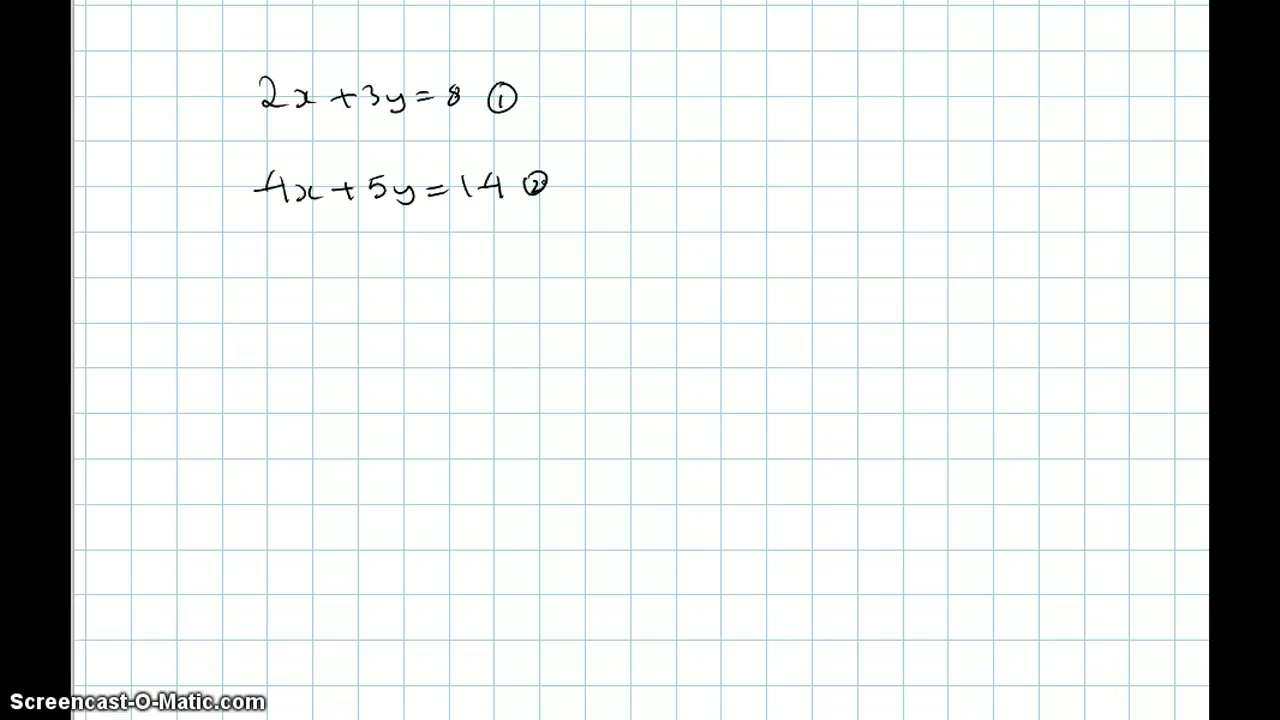 2x + 3y = 8 ①
4x + 5y = 14 ②
Screencast-O-Matic.com